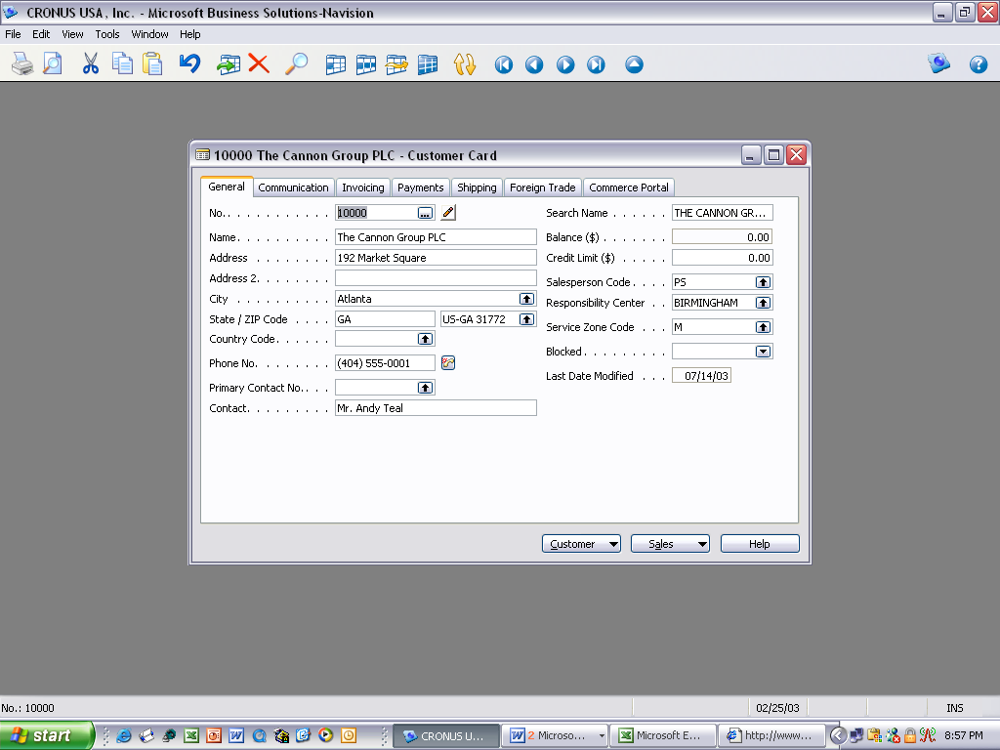 CRONUS USA, Inc. - Microsoft Business Solutions-Navision
File Edit View Tools Window Help
10000 The Cannon Group PLC - Customer Card
General Communication Invoicing Payments Shipping Foreign Trade Commerce Portal
No. . . . . . . . . . . . 10000 ... Search Name . . . . . . THE CANNON GR...
Name . . . . . . . . . . The Cannon Group PLC Balance ($) . . . . . . . 0.00
Address . . . . . . . . 192 Market Square Credit Limit ($) . . . . . 0.00
Address 2. . . . . . . . Salesperson Code . . . . PS
City . . . . . . . . . . Atlanta Responsibility Center . . BIRMINGHAM
State / ZIP Code . . . . GA US-GA 31772 Service Zone Code . . . M
Country Code . . . . . . Blocked . . . . . . . . .
Phone No. . . . . . . . . (404) 555-0001 Last Date Modified . . . 07/14/03
Primary Contact No. . . .
Contact. . . . . . . . . Mr. Andy Teal
Customer Sales Help
No.: 10000 02/25/03 INS
start CRONUS U... 2 Microso... Microsoft E... http://www... 8:57 PM